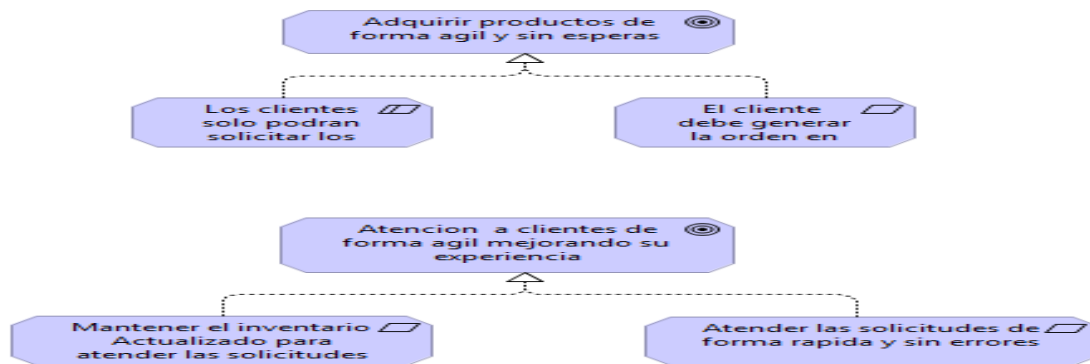 Adquirir productos de
forma agil y sin esperas
Los clientes
solo podran
solicitar los
El cliente
debe generar
la orden en
Atencion a clientes de
forma agil mejorando su
experiencia
Mantener el inventario
Actualizado para
atender las solicitudes
Atender las solicitudes de
forma rapida y sin errores